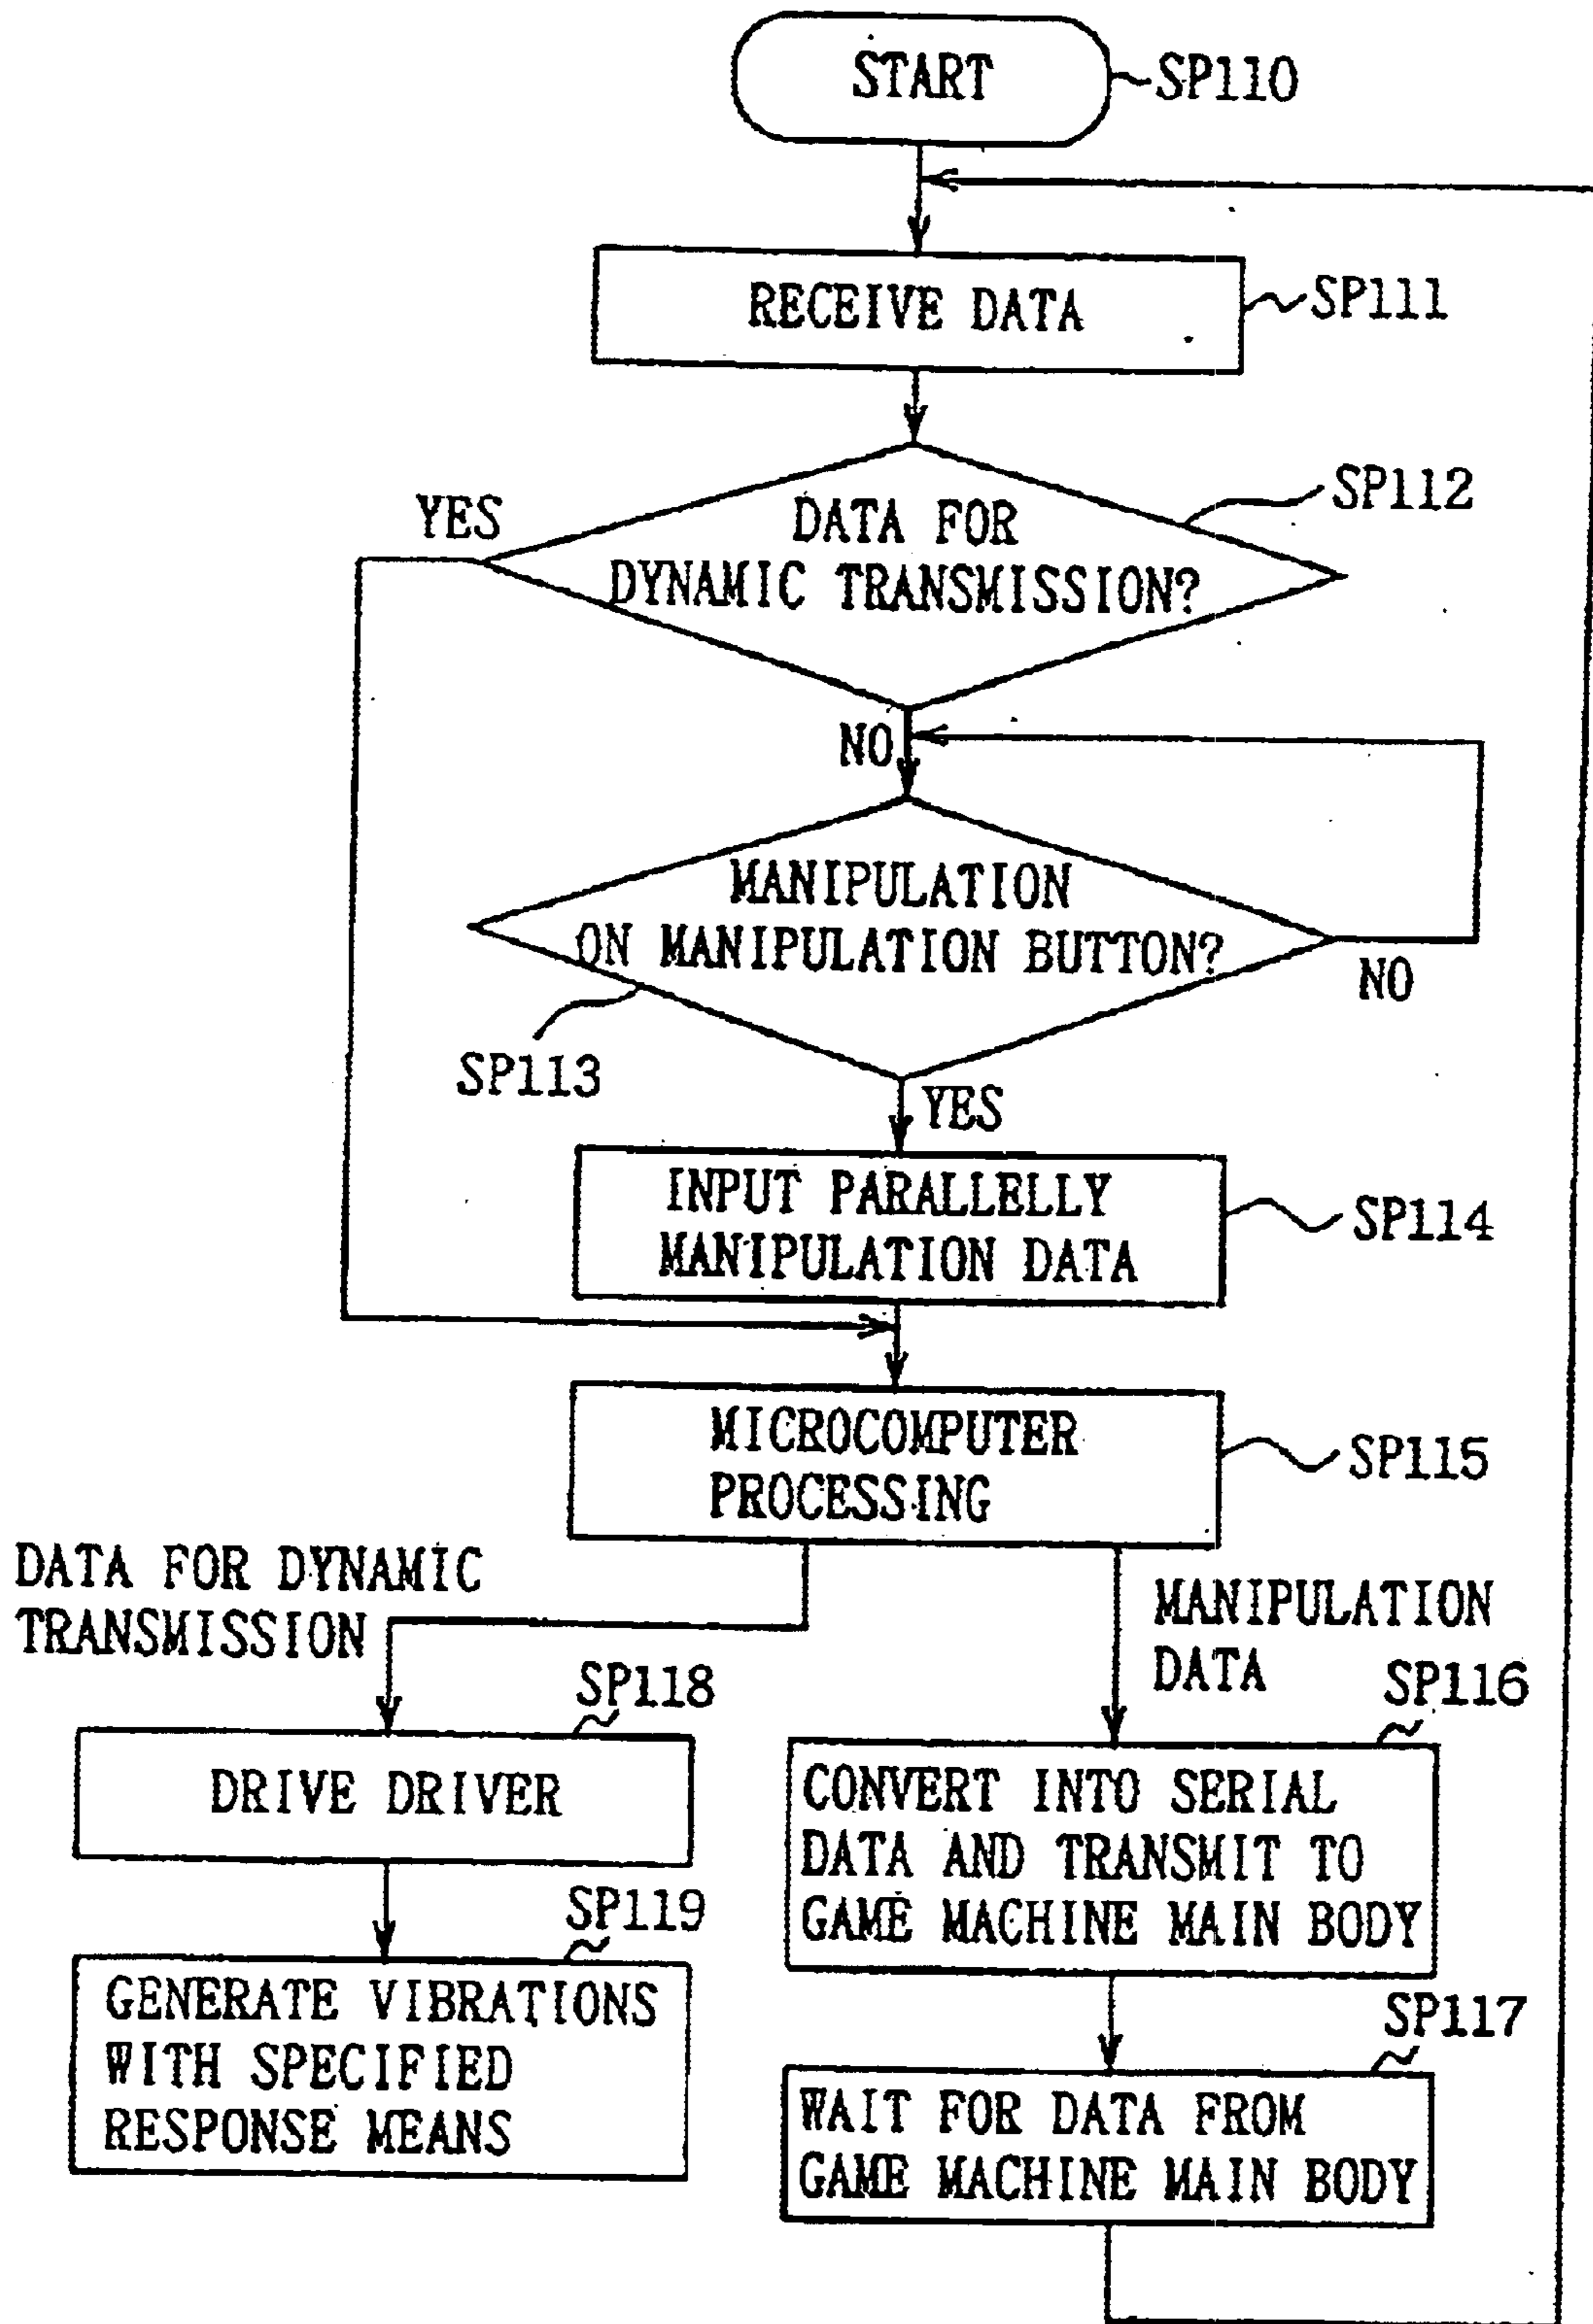 START
SP110
RECEIVE DATA
SP111
YES
DATA FOR
DYNAMIC TRANSMISSION?
SP112
NO
MANIPULATION
ON MANIPULATION BUTTON?
NO
SP113
YES
INPUT PARALLELLY
MANIPULATION DATA
SP114
MICROCOMPUTER
PROCESSING
SP115
DATA FOR DYNAMIC
TRANSMISSION
MANIPULATION
DATA
SP118
SP116
DRIVE DRIVER
CONVERT INTO SERIAL
DATA AND TRANSMIT TO
GAME MACHINE MAIN BODY
SP119
GENERATE VIBRATIONS
WITH SPECIFIED
RESPONSE MEANS
SP117
WAIT FOR DATA FROM
GAME MACHINE MAIN BODY